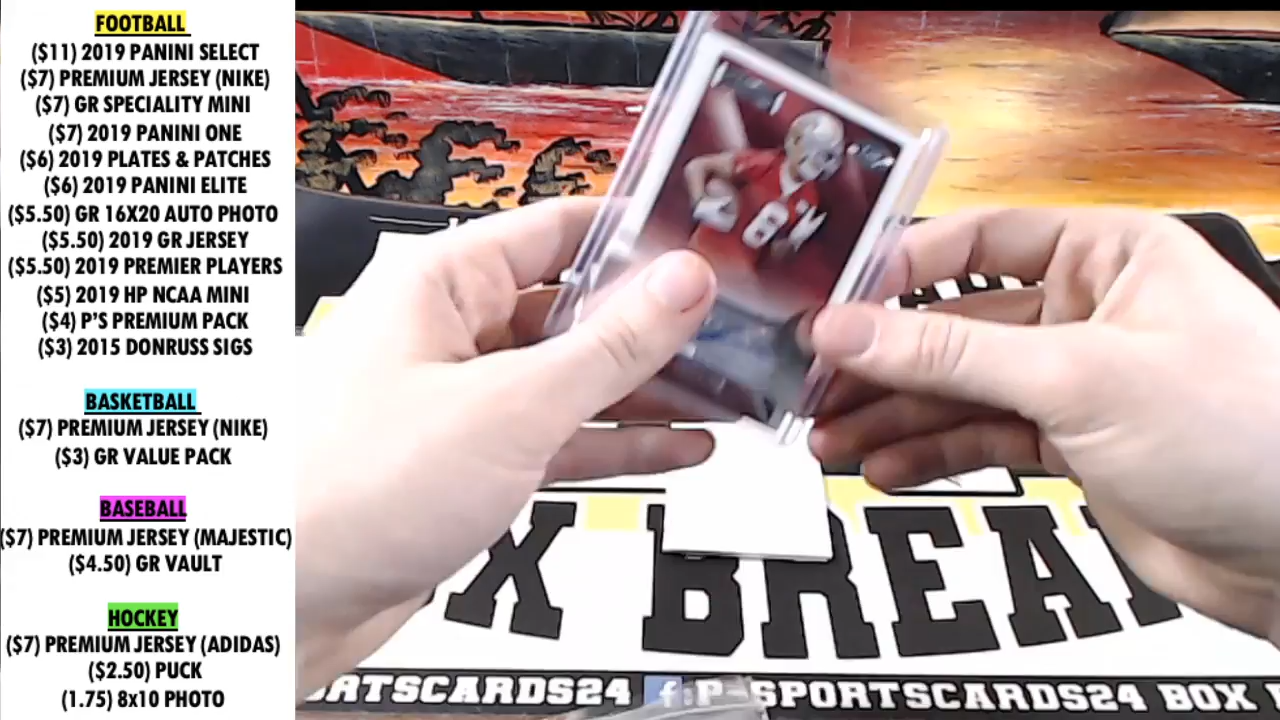 FOOTBALL
($11) 2019 PANINI SELECT
($7) PREMIUM JERSEY (NIKE)
($7) GR SPECIALITY MINI
($7) 2019 PANINI ONE
($6) 2019 PLATES & PATCHES
($6) 2019 PANINI ELITE
($5.50) GR 16X20 AUTO PHOTO
($5.50) 2019 GR JERSEY
($5.50) 2019 PREMIER PLAYERS
($5) 2019 HP NCAA MINI
($4) P'S PREMIUM PACK
($3) 2015 DONRUSS SIGS
BASKETBALL
($7) PREMIUM JERSEY (NIKE)
($3) GR VALUE PACK
BASEBALL
($7) PREMIUM JERSEY (MAJESTIC)
($4.50) GR VAULT
HOCKEY
($7) PREMIUM JERSEY (ADIDAS)
($2.50) PUCK
(1.75) 8x10 PHOTO
8
X BREA
RTSCARDS24 f: P-SPORTSCARDS24 BOX